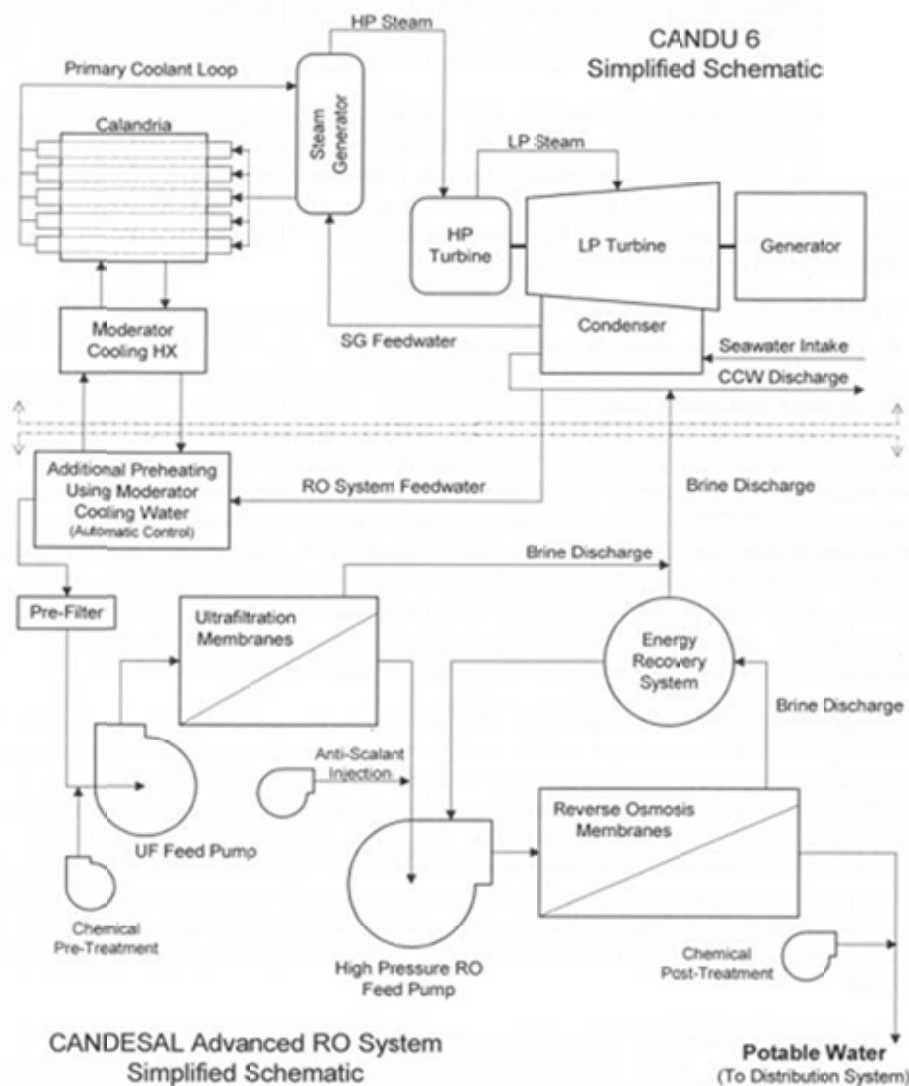 HP Steam
CANDU 6
Simplified Schematic
Primary Coolant Loop
Calandria
Steam
Generator
LP Steam
HP
Turbine
LP Turbine
Generator
Moderator
Cooling HX
SG Feedwater
Condenser
Seawater Intake
CCW Discharge
Additional Preheating
Using Moderator
Cooling Water
(Automatic Control)
RO System Feedwater
Brine Discharge
Brine Discharge
Pre-Filter
Ultrafiltration
Membranes
Energy
Recovery
System
Brine Discharge
Anti-Scalant
Injection
Reverse Osmosis
Membranes
UF Feed Pump
Chemical
Pre-Treatment
High Pressure RO
Feed Pump
Chemical
Post-Treatment
CANDESAL Advanced RO System
Simplified Schematic
Potable Water
(To Distribution System)